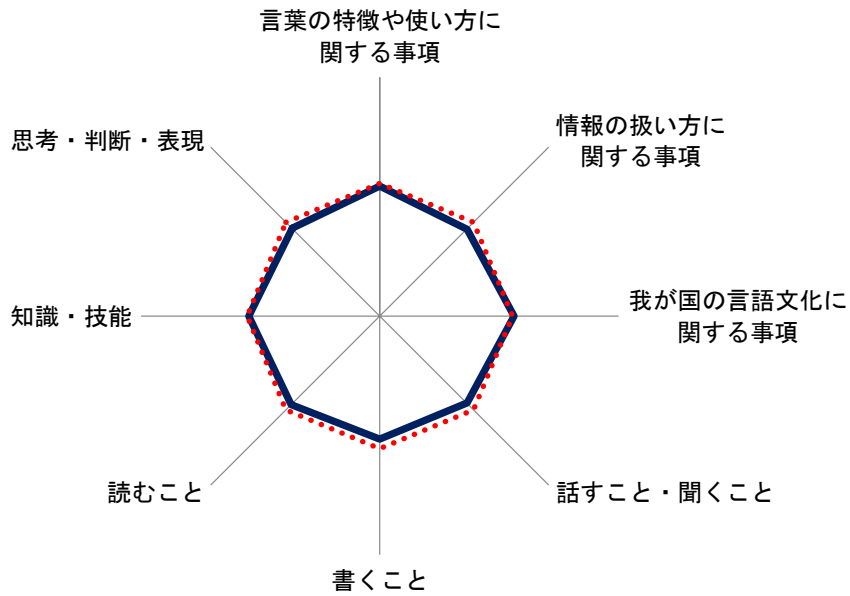 言葉の特徴や使い方に
関する事項
情報の扱い方に
関する事項
我が国の言語文化に
関する事項
話すこと・聞くこと
書くこと
読むこと
知識・技能
思考・判断・表現